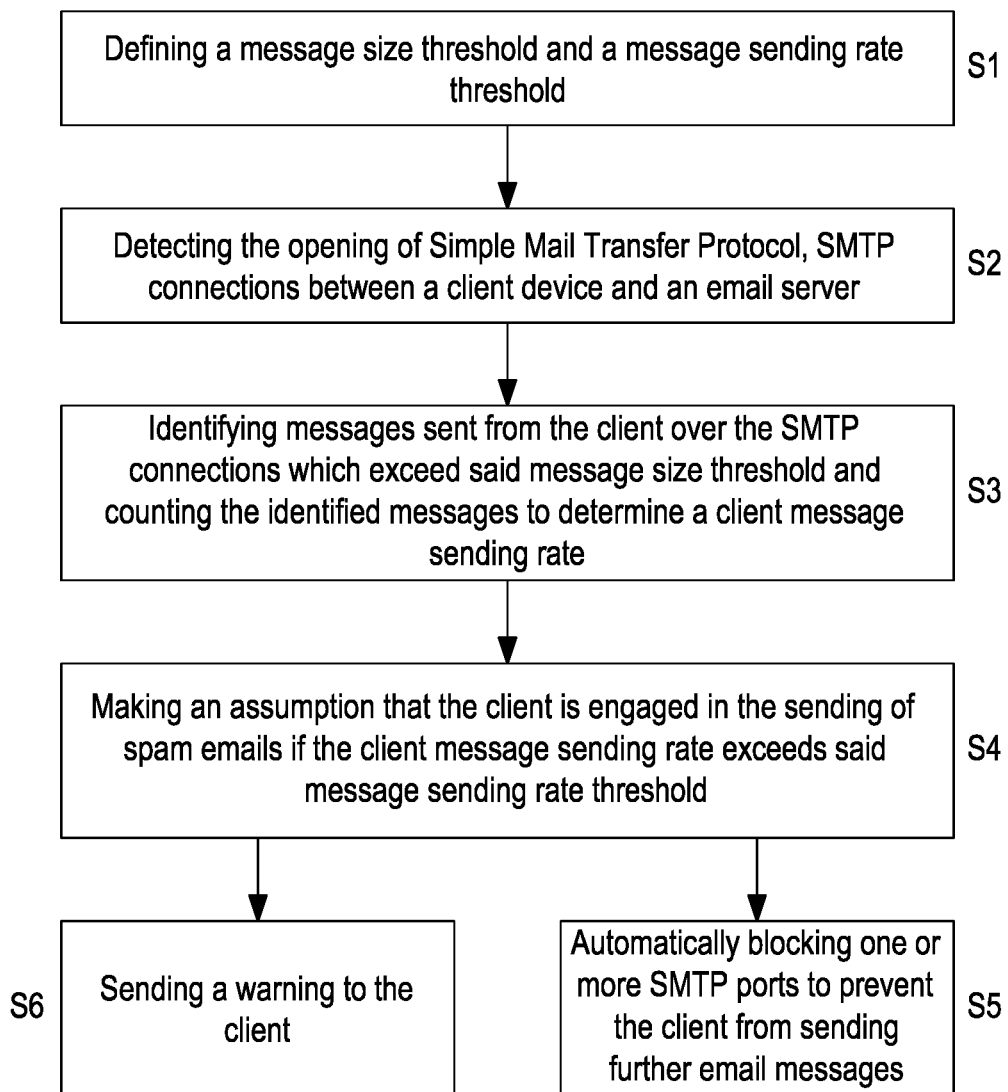 Defining a message size threshold and a message sending rate
threshold
S1
Detecting the opening of Simple Mail Transfer Protocol, SMTP
connections between a client device and an email server
S2
Identifying messages sent from the client over the SMTP
connections which exceed said message size threshold and
counting the identified messages to determine a client message
sending rate
S3
Making an assumption that the client is engaged in the sending of
spam emails if the client message sending rate exceeds said
message sending rate threshold
S4
S6
Sending a warning to the
client
Automatically blocking one or
more SMTP ports to prevent
the client from sending
further email messages
S5